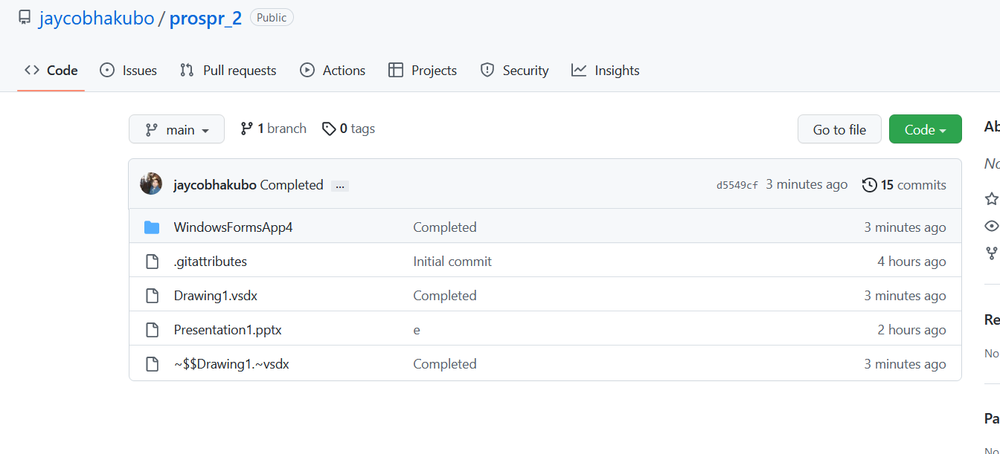 jaycobhakubo / prospr_2 Public
Code Issues Pull requests Actions Projects Security Insights
main 1 branch 0 tags Go to file Code
jaycobhakubo Completed ... d5549cf 3 minutes ago 15 commits
WindowsFormsApp4 Completed 3 minutes ago
.gitattributes Initial commit 4 hours ago
Drawing1.vsdx Completed 3 minutes ago
Presentation1.pptx e 2 hours ago
~$$Drawing1.~vsdx Completed 3 minutes ago
Ab
No
Re
No
Pa
No